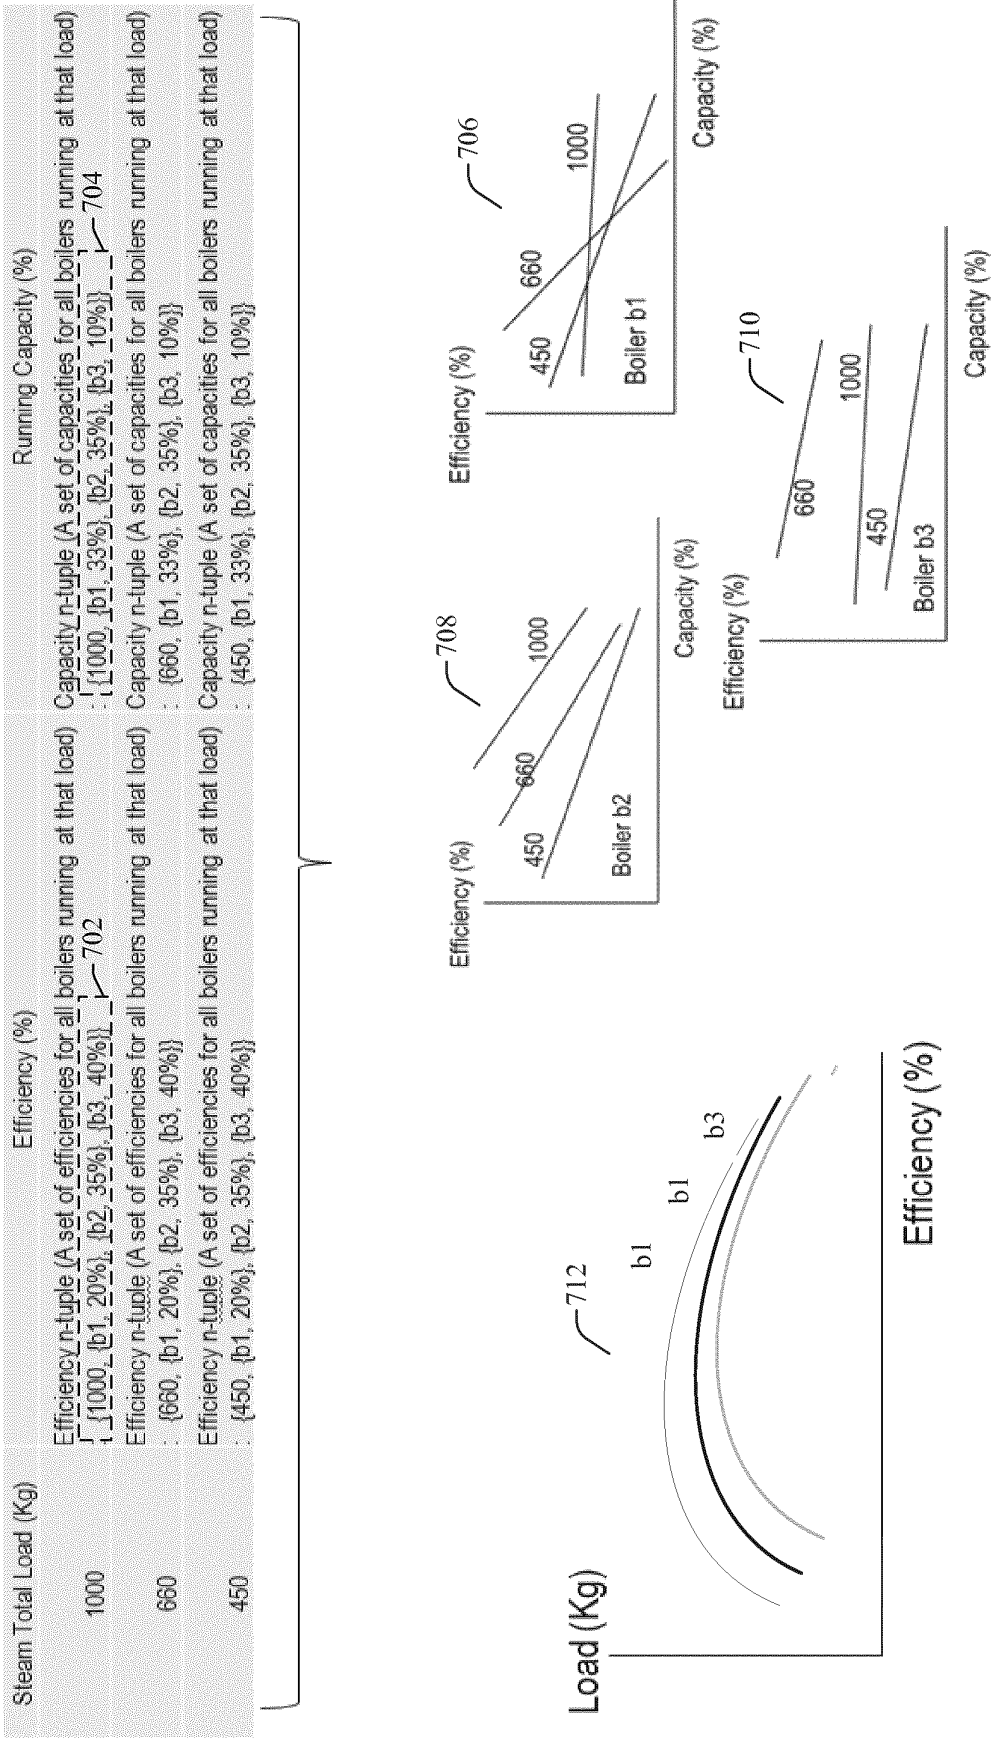 Steam Total Load (Kg) Efficiency (%) Running Capacity (%)
1000 Efficiency n-tuple (A set of efficiencies for all boilers running at that load) Capacity n-tuple (A set of capacities for all boilers running at that load)
: {1000, {b1, 20%}, {b2, 35%}, {b3, 40%}} : {1000, {b1, 33%}, {b2, 35%}, {b3, 10%}}
702 704
660 Efficiency n-tuple (A set of efficiencies for all boilers running at that load) Capacity n-tuple (A set of capacities for all boilers running at that load)
: {660, {b1, 20%}, {b2, 35%}, {b3, 40%}} : {660, {b1, 33%}, {b2, 35%}, {b3, 10%}}
450 Efficiency n-tuple (A set of efficiencies for all boilers running at that load) Capacity n-tuple (A set of capacities for all boilers running at that load)
: {450, {b1, 20%}, {b2, 35%}, {b3, 40%}} : {450, {b1, 33%}, {b2, 35%}, {b3, 10%}}
Load (Kg)
712
b1
b1
b3
Efficiency (%)
Efficiency (%)
708
1000
660
450
Boiler b2
Capacity (%)
Efficiency (%)
706
660
1000
450
Boiler b1
Capacity (%)
Efficiency (%)
710
660
1000
450
Boiler b3
Capacity (%)